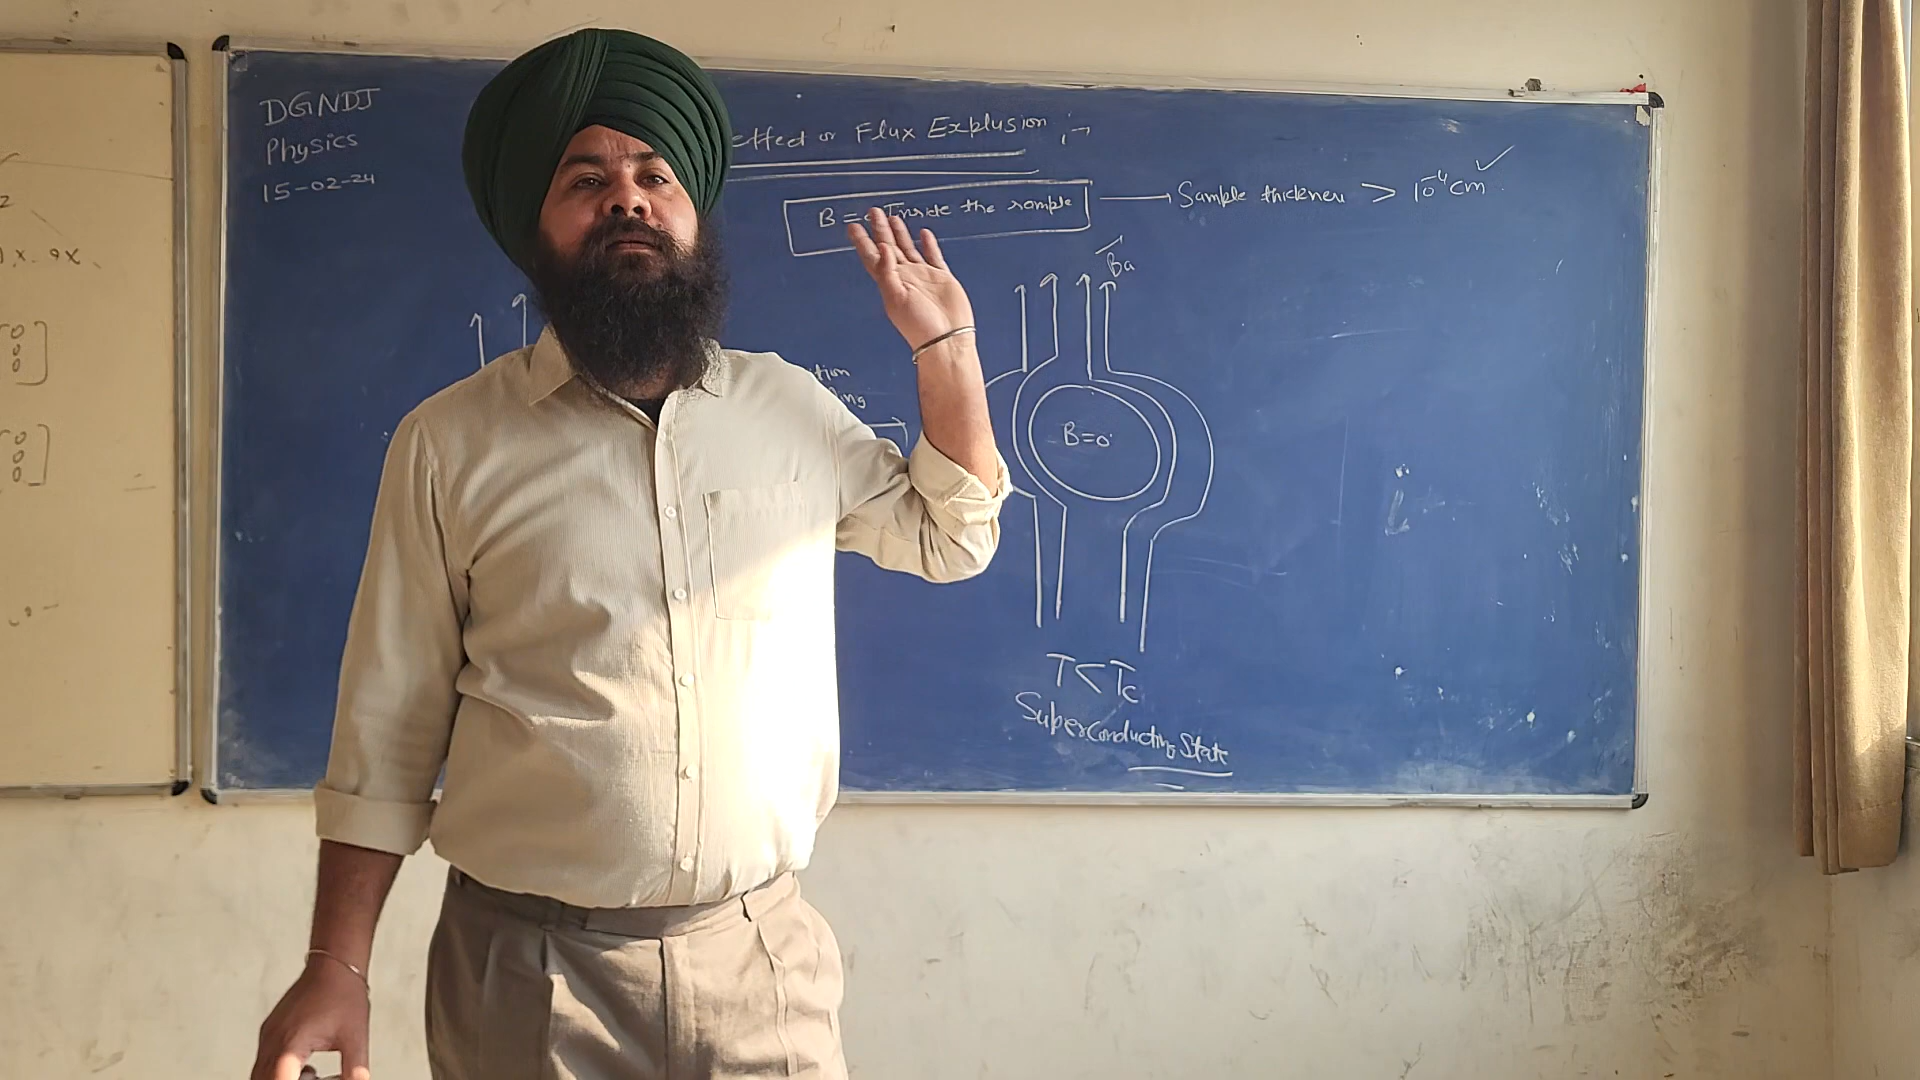 DGNDJ
Physics
15-02-24
effect or Flux Explusion :-
B = 0 Inside the sample → Sample thickness > 10⁻⁴ cm ✓
Ba
B=0
T < Tc
Superconducting State